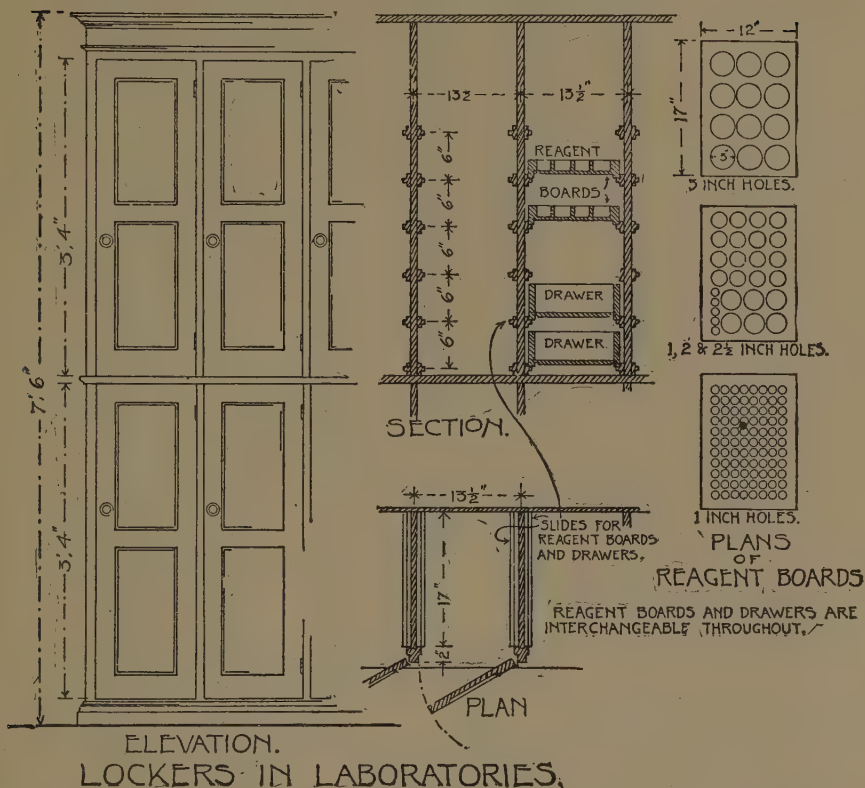 7'. 6"
3'. 4"
3'. 4"
ELEVATION.
13½
13½"
6"
6"
6"
6"
6"
REAGENT
BOARDS
DRAWER
DRAWER.
SECTION.
12"
17"
3"
3 INCH HOLES.
1, 2 & 2½ INCH HOLES.
1 INCH HOLES.
PLANS
OF
REAGENT BOARDS
13½"
SLIDES FOR
REAGENT BOARDS
AND DRAWERS.
17"
2"
PLAN
REAGENT BOARDS AND DRAWERS ARE
INTERCHANGEABLE THROUGHOUT.
LOCKERS IN LABORATORIES.